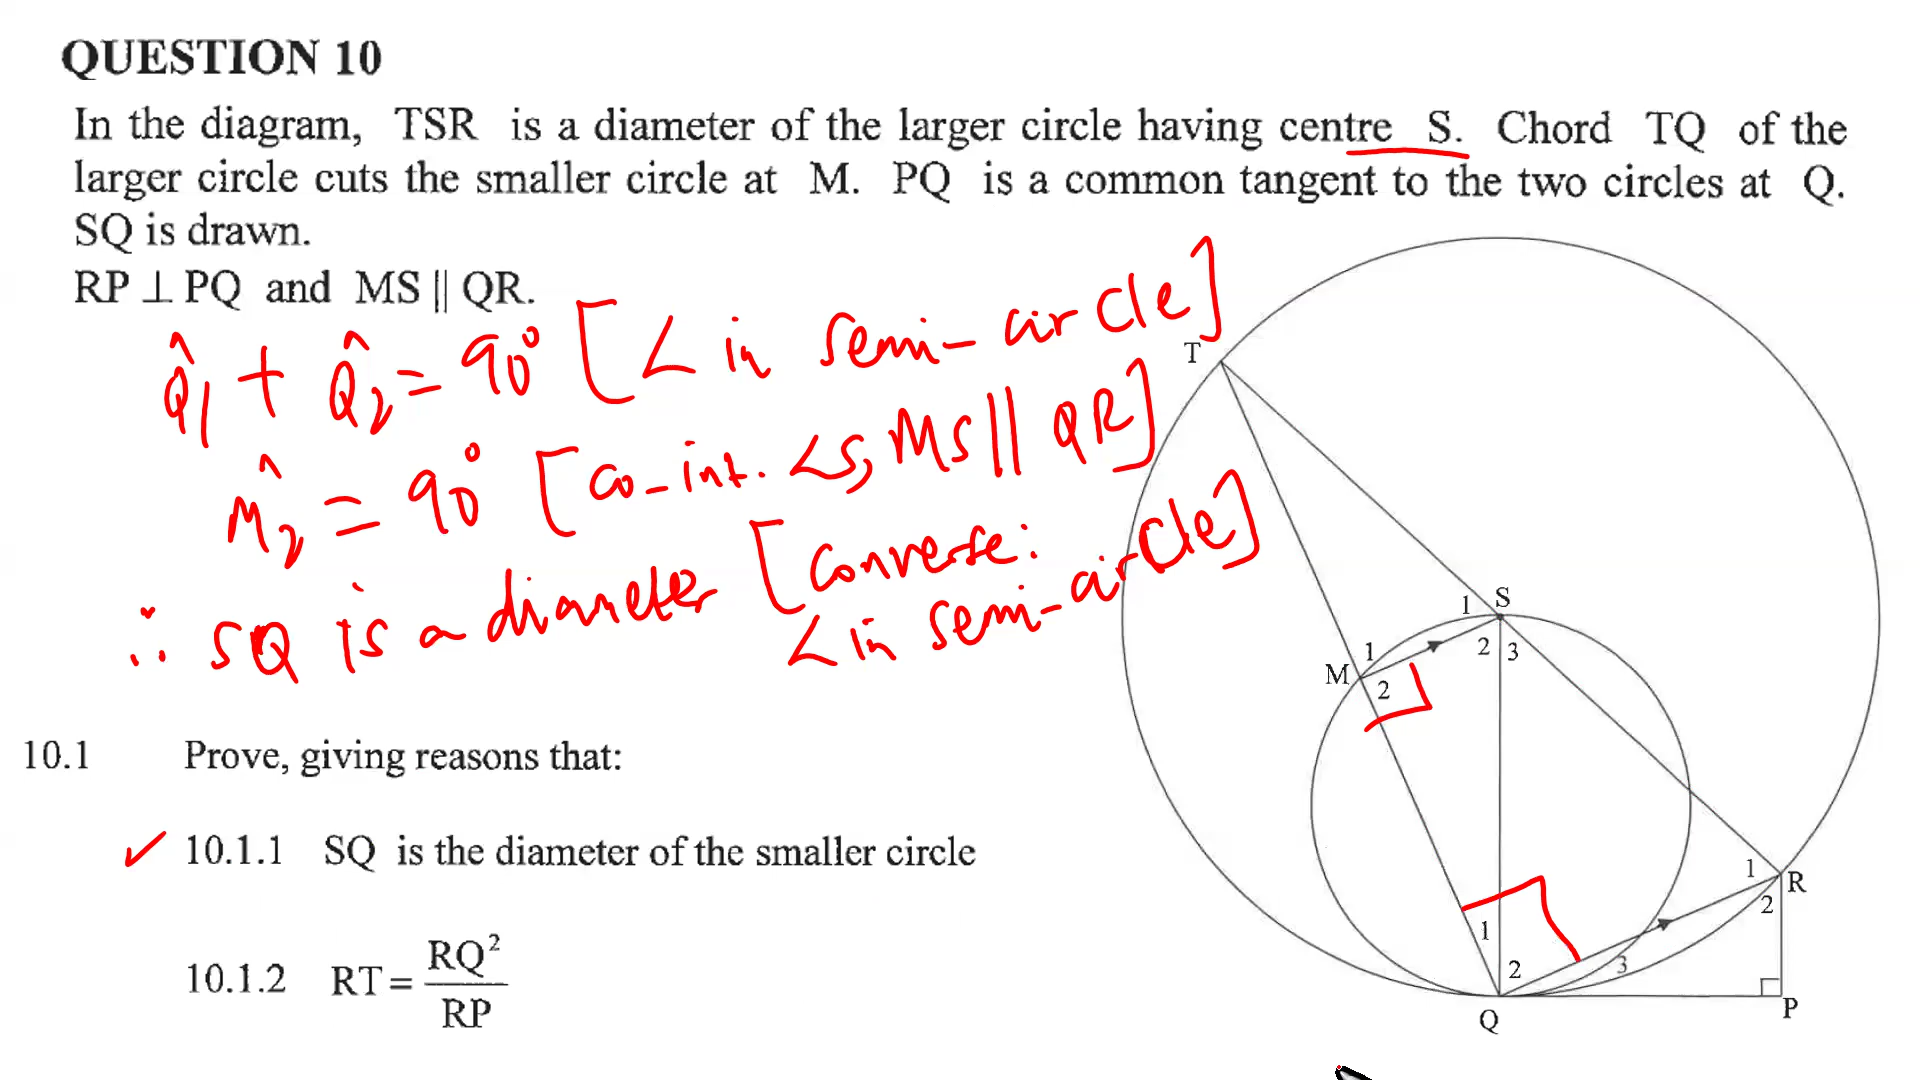 QUESTION 10
In the diagram, TSR is a diameter of the larger circle having centre S. Chord TQ of the
larger circle cuts the smaller circle at M. PQ is a common tangent to the two circles at Q.
SQ is drawn.
RP ⊥ PQ and MS || QR.
Q̂1 + Q̂2 = 90° [∠ in semi-circle]
M̂2 = 90° [co-int. ∠s, MS || QR]
∴ SQ is a diameter [converse:
∠ in semi-circle]
10.1 Prove, giving reasons that:
✓ 10.1.1 SQ is the diameter of the smaller circle
10.1.2 RT = RQ²/RP
T
1 S
1 2 3
M 2
1 R
2
1
2 3
Q P